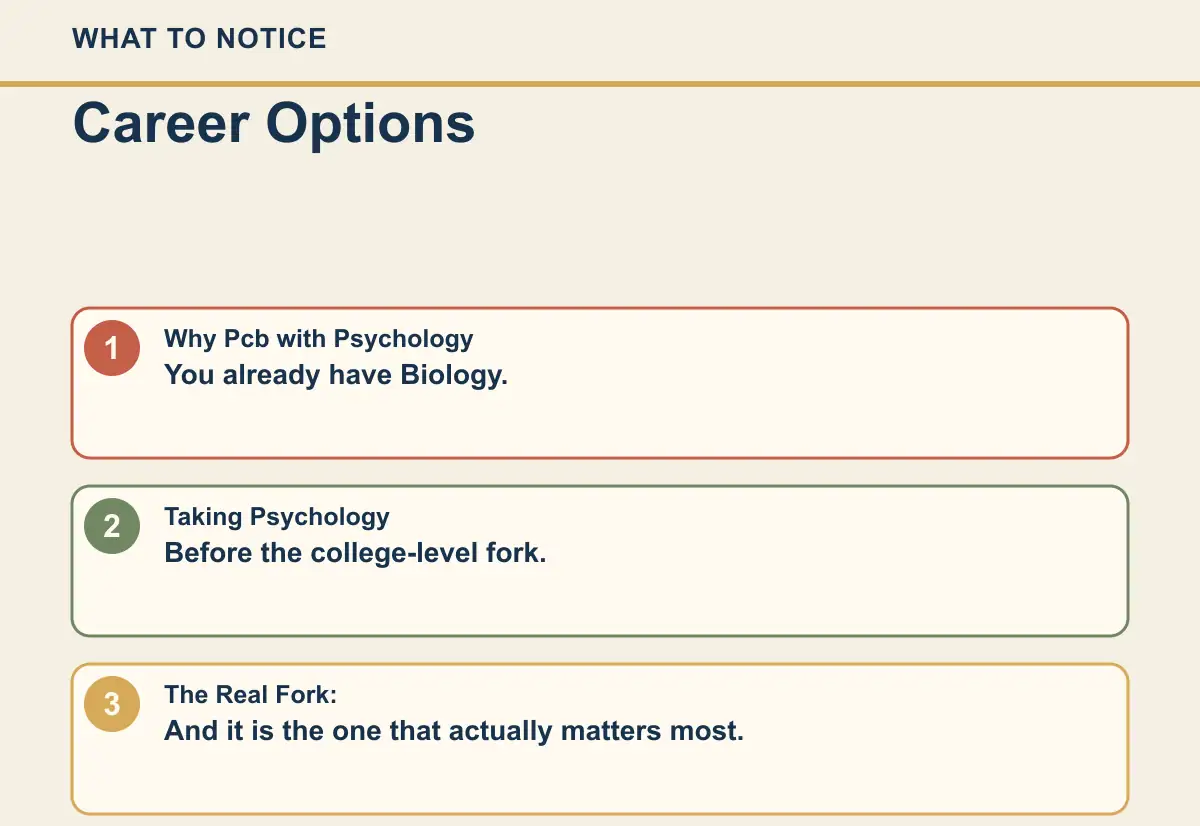 WHAT TO NOTICE
Career Options
1
Why Pcb with Psychology
You already have Biology.
2
Taking Psychology
Before the college-level fork.
3
The Real Fork:
And it is the one that actually matters most.